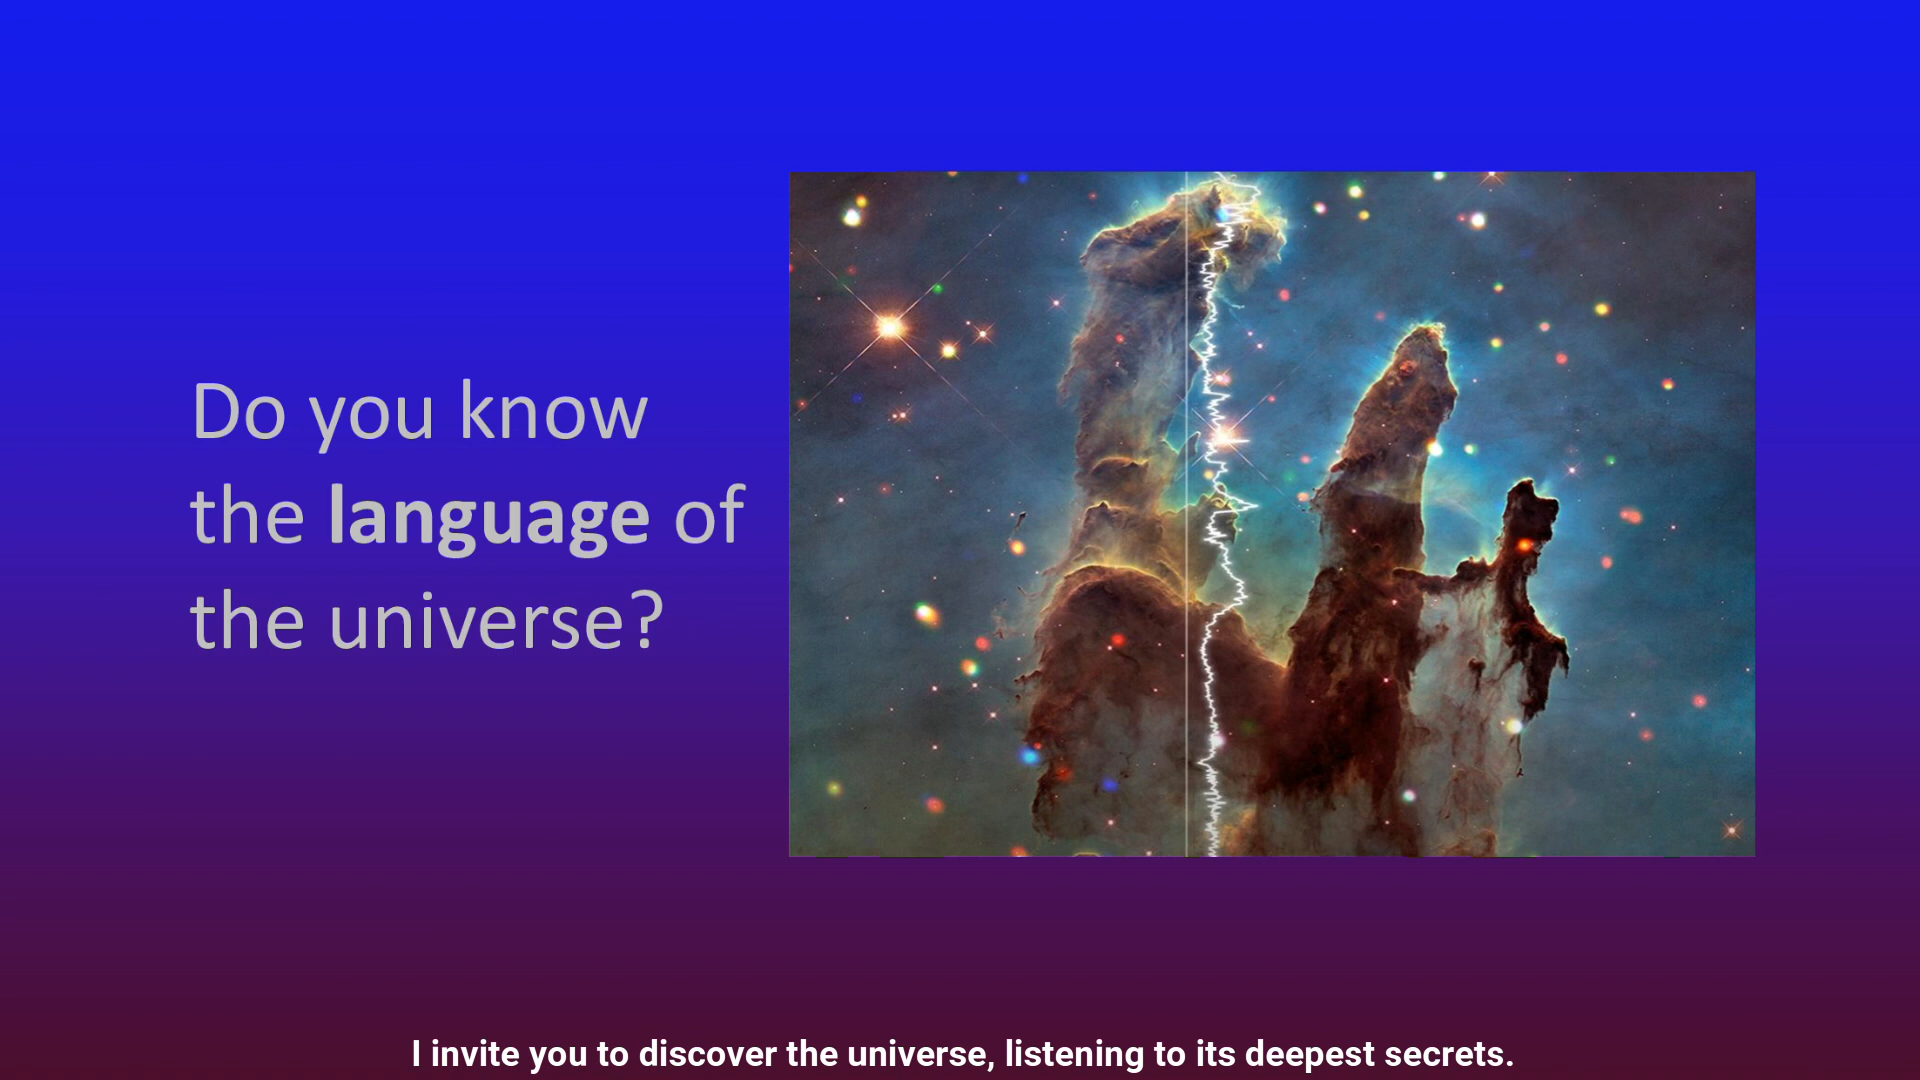 Do you know
the language of
the universe?
I invite you to discover the universe, listening to its deepest secrets.